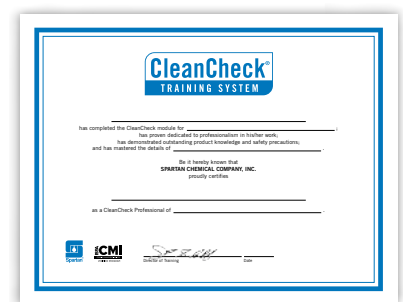 CleanCheck®
TRAINING SYSTEM
has completed the CleanCheck module for ;
has proven dedicated to professionalism in his/her work;
has demonstrated outstanding product knowledge and safety precautions;
and has mastered the details of .
Be it hereby known that
SPARTAN CHEMICAL COMPANY, INC.
proudly certifies
as a CleanCheck Professional of .
Spartan
ISSA
CMI
Director of Training
Date